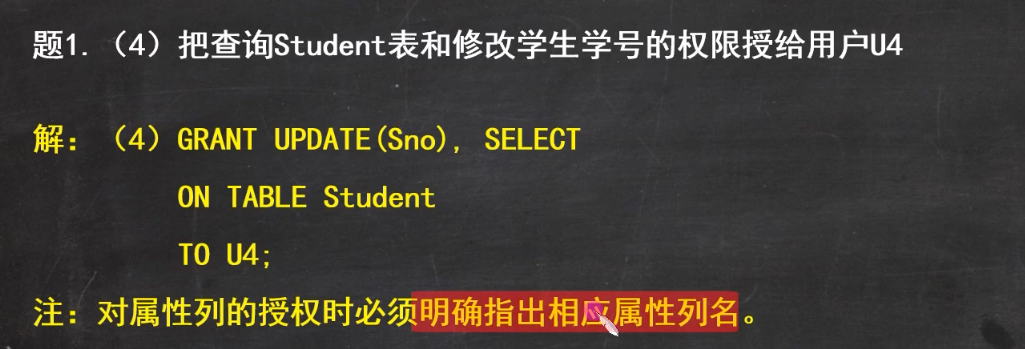 题1.（4）把查询Student表和修改学生学号的权限授给用户U4
解：（4）GRANT UPDATE(Sno), SELECT
ON TABLE Student
TO U4;
注：对属性列的授权时必须明确指出相应属性列名。